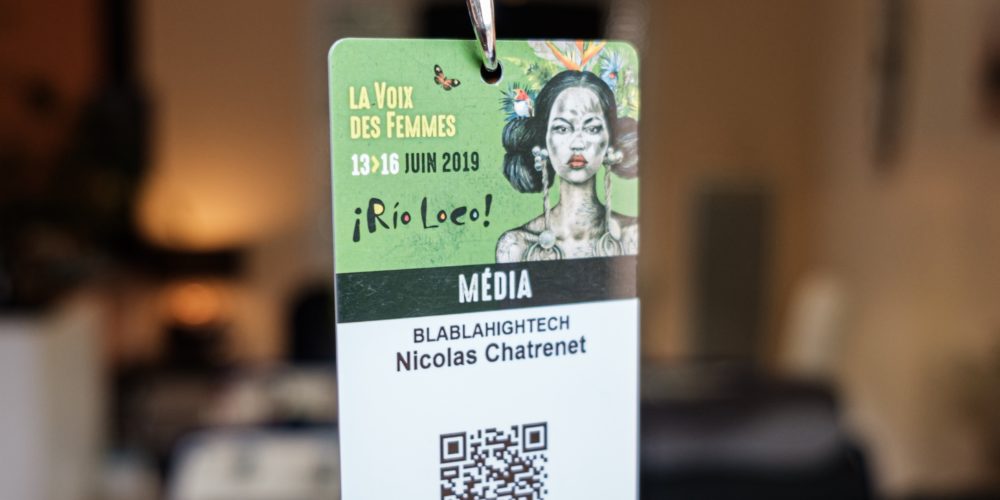 LA VOIX
DES FEMMES
13>16 JUIN 2019
¡Río Loco!
MÉDIA
BLABLAHIGHTECH
Nicolas Chatrenet